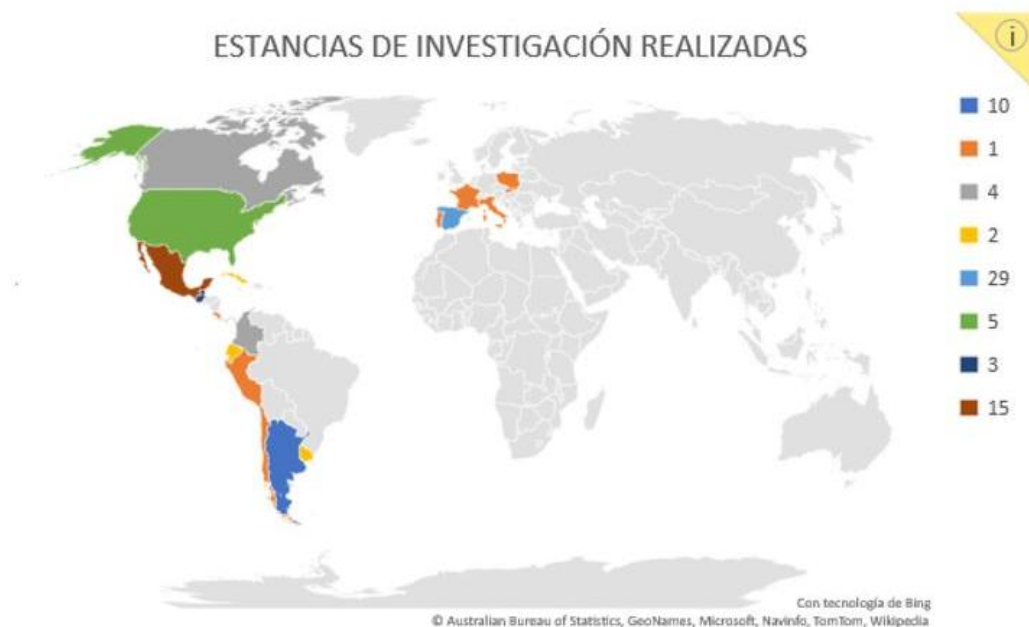 ESTANCIAS DE INVESTIGACIÓN REALIZADAS
i
10
1
4
2
29
5
3
15
Con tecnología de Bing
© Australian Bureau of Statistics, GeoNames, Microsoft, Navinfo, TomTom, Wikipedia